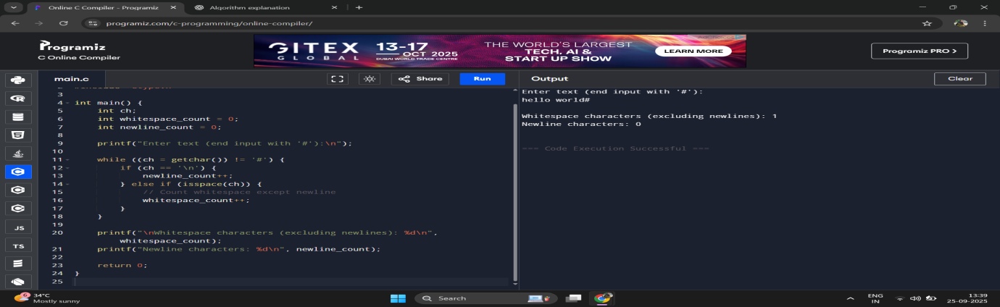 Online C Compiler - Programiz
Algorithm explanation
programiz.com/c-programming/online-compiler/
Programiz
C Online Compiler
GITEX
GLOBAL
13-17
OCT 2025
DUBAI WORLD TRADE CENTRE
THE WORLD'S LARGEST
TECH, AI &
START UP SHOW
LEARN MORE
Programiz PRO >
main.c
Share
Run
Output
Clear
3
4 int main() {
5 int ch;
6 int whitespace_count = 0;
7 int newline_count = 0;
8
9 printf("Enter text (end input with '#'):\n");
10
11 while ((ch = getchar()) != '#') {
12 if (ch == '\n') {
13 newline_count++;
14 } else if (isspace(ch)) {
15 // Count whitespace except newline
16 whitespace_count++;
17 }
18 }
19
20 printf("\nWhitespace characters (excluding newlines): %d\n",
whitespace_count);
21 printf("Newline characters: %d\n", newline_count);
22
23 return 0;
24 }
25
Enter text (end input with '#'):
hello world#
Whitespace characters (excluding newlines): 1
Newline characters: 0
=== Code Execution Successful ===
JS
TS
6
34°C
Mostly sunny
Search
ENG
IN
13:39
25-09-2025